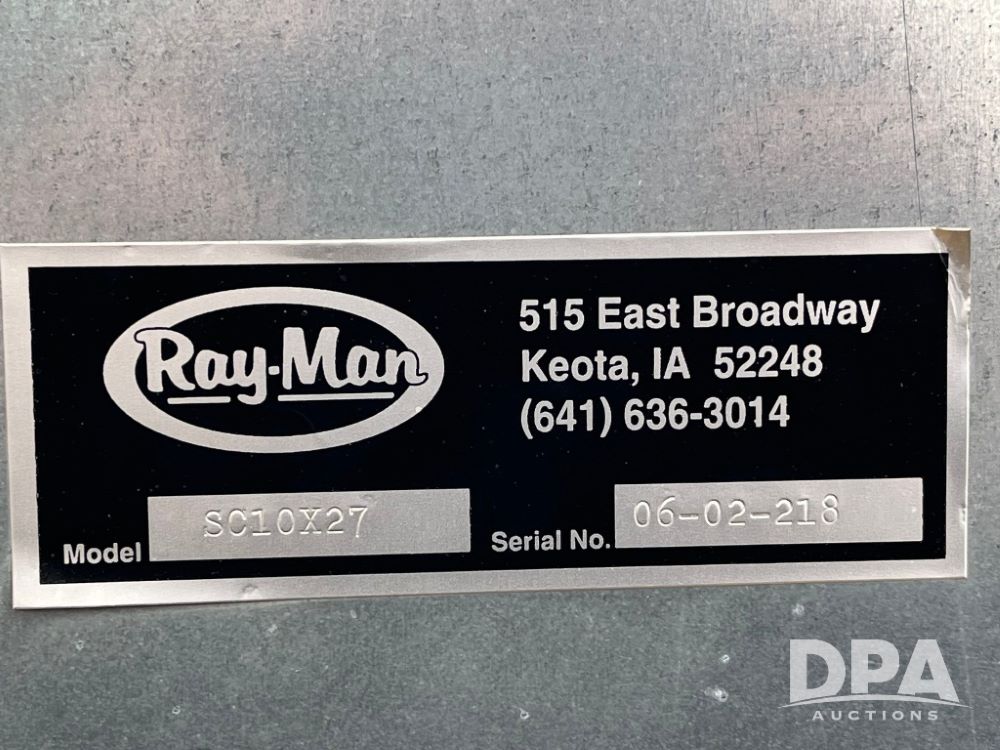 Ray-Man
515 East Broadway
Keota, IA 52248
(641) 636-3014
Model SC10X27
Serial No. 06-02-218
DPA
AUCTIONS